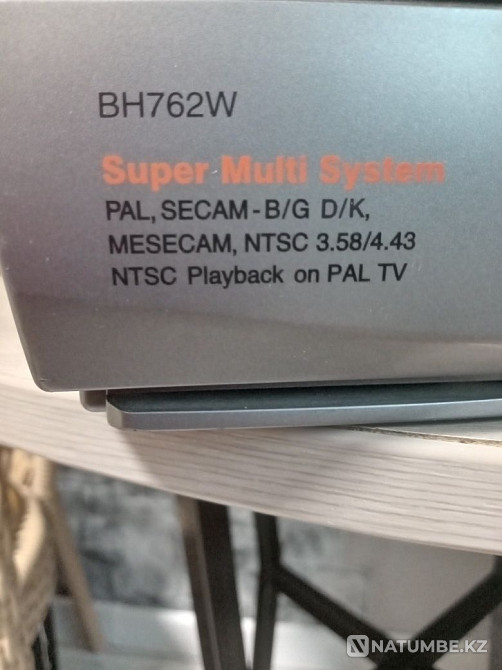 BH762W
Super Multi System
PAL, SECAM-B/G D/K,
MESECAM, NTSC 3.58/4.43
NTSC Playback on PAL TV
NATUMBE.KZ